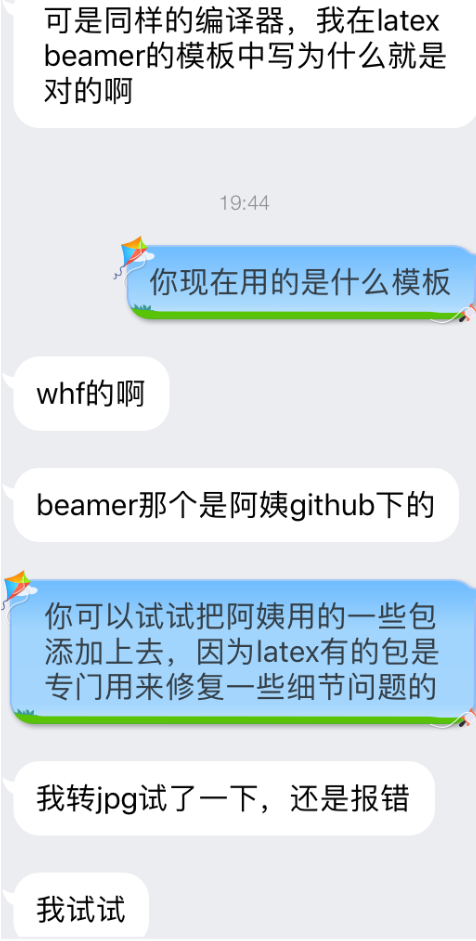 可是同样的编译器，我在latex
beamer的模板中写为什么就是
对的啊
19:44
你现在用的是什么模板
whf的啊
beamer那个是阿姨github下的
你可以试试把阿姨用的一些包
添加上去，因为latex有的包是
专门用来修复一些细节问题的
我转jpg试了一下，还是报错
我试试